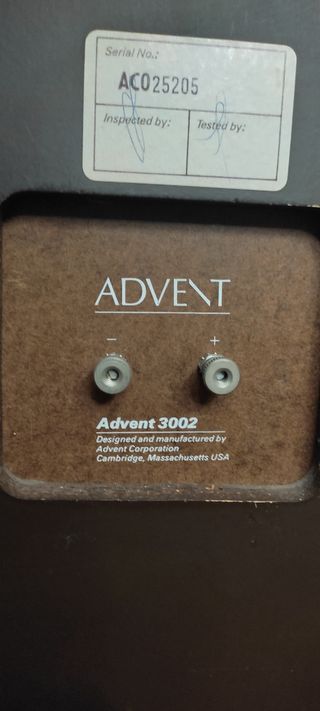 Serial No.:
AC025205
Inspected by: Tested by:
ADVENT
− +
Advent 3002
Designed and manufactured by
Advent Corporation
Cambridge, Massachusetts USA